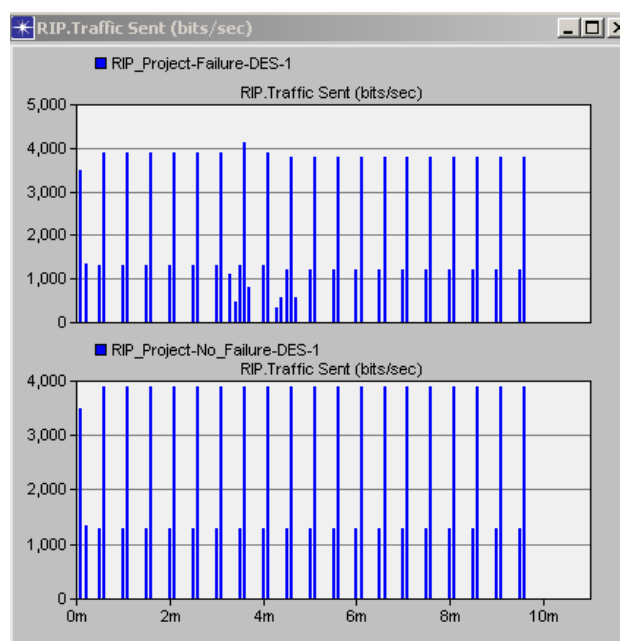 RIP.Traffic Sent (bits/sec)
RIP_Project-Failure-DES-1
RIP.Traffic Sent (bits/sec)
5,000
4,000
3,000
2,000
1,000
0
RIP_Project-No_Failure-DES-1
RIP.Traffic Sent (bits/sec)
4,000
3,000
2,000
1,000
0
0m 2m 4m 6m 8m 10m